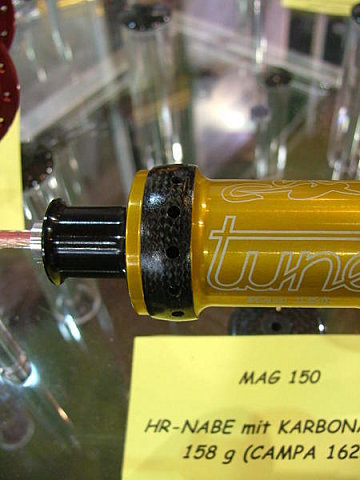 tune
MAG 150
HR-NABE mit KARBONA
158 g (CAMPA 162